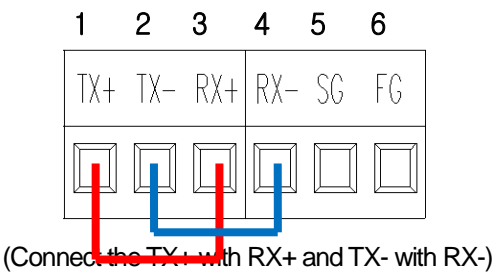 1 2 3 4 5 6
TX+ TX- RX+ RX- SG FG
(Connect the TX+ with RX+ and TX- with RX-)